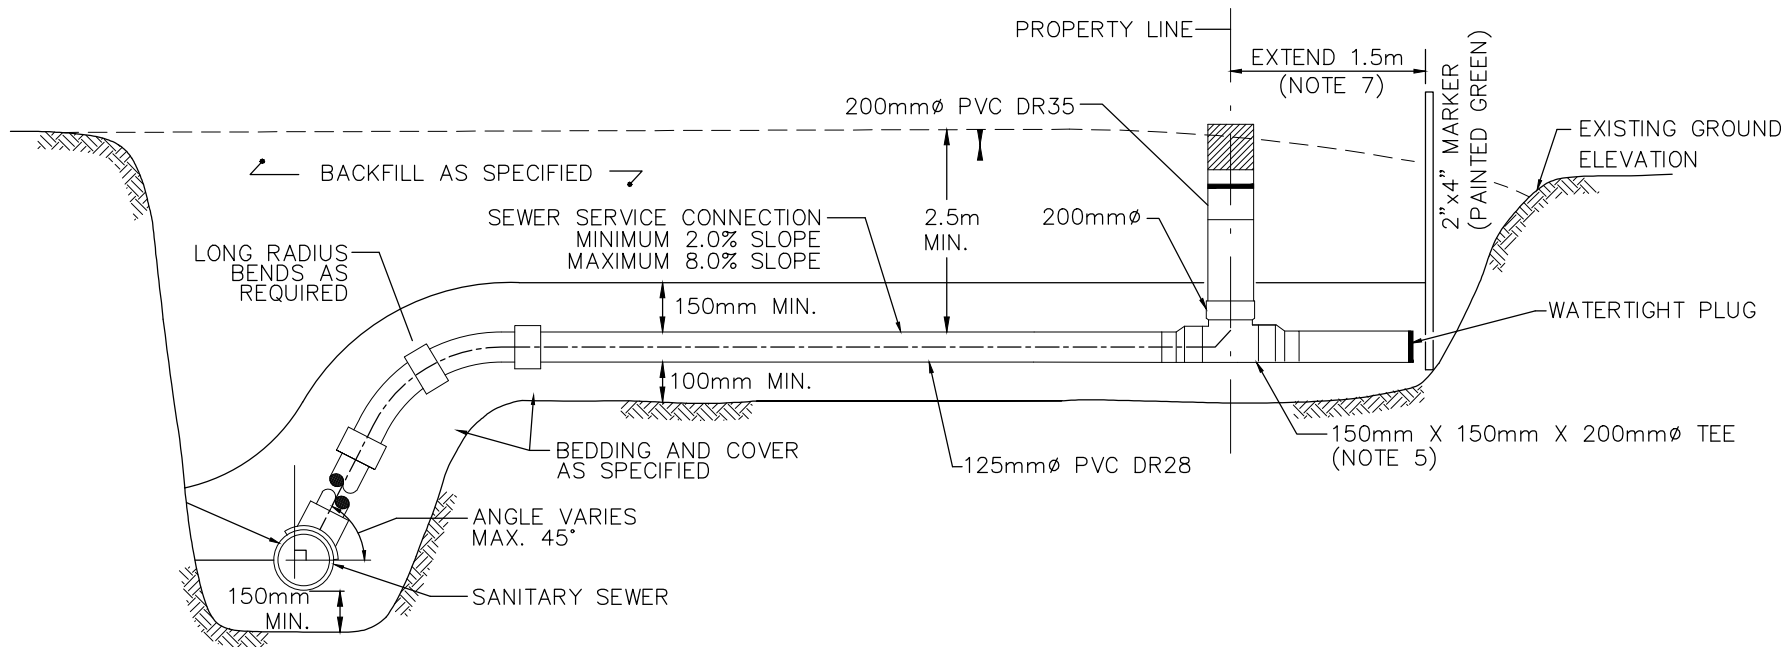 PROPERTY LINE
EXTEND 1.5m
(NOTE 7)
2"x4" MARKER
(PAINTED GREEN)
200mmø PVC DR35
EXISTING GROUND
ELEVATION
BACKFILL AS SPECIFIED
SEWER SERVICE CONNECTION
MINIMUM 2.0% SLOPE
MAXIMUM 8.0% SLOPE
2.5m
MIN.
200mmø
LONG RADIUS
BENDS AS
REQUIRED
150mm MIN.
WATERTIGHT PLUG
100mm MIN.
150mm X 150mm X 200mmø TEE
(NOTE 5)
BEDDING AND COVER
AS SPECIFIED
125mmø PVC DR28
ANGLE VARIES
MAX. 45°
150mm
MIN.
SANITARY SEWER